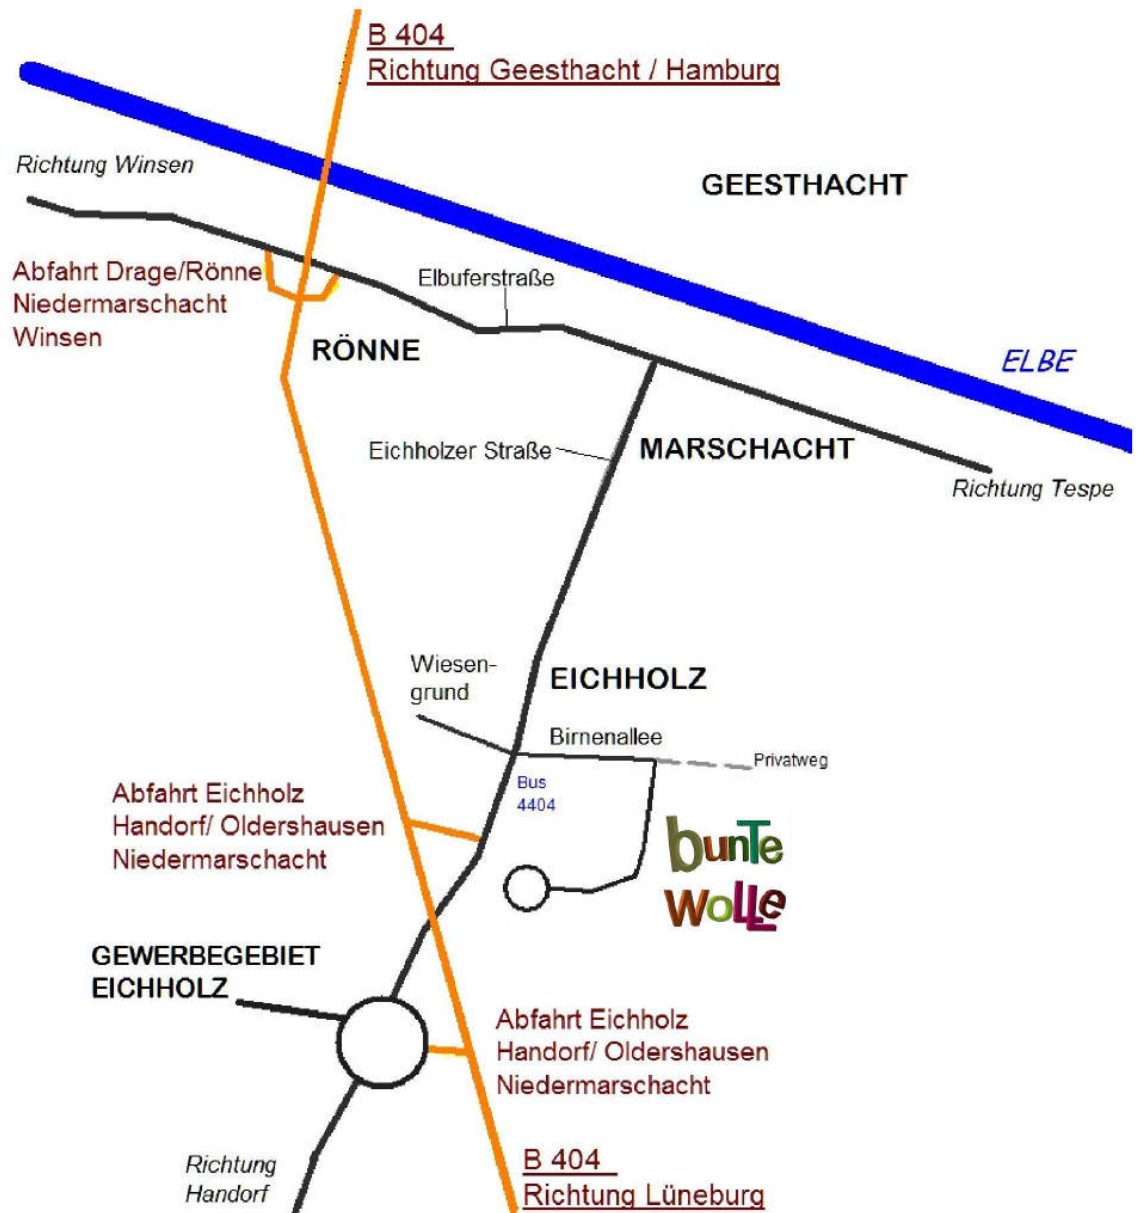 B 404
Richtung Geesthacht / Hamburg
Richtung Winsen
GEESTHACHT
Abfahrt Drage/Rönne
Niedermarschacht
Winsen
Elbuferstraße
RÖNNE
ELBE
Eichholzer Straße
MARSCHACHT
Richtung Tespe
Wiesen-
grund
EICHHOLZ
Birnenallee
Privatweg
Bus
4404
Abfahrt Eichholz
Handorf/ Oldershausen
Niedermarschacht
bunTe
WoLLe
GEWERBEGEBIET
EICHHOLZ
Abfahrt Eichholz
Handorf/ Oldershausen
Niedermarschacht
Richtung
Handorf
B 404
Richtung Lüneburg